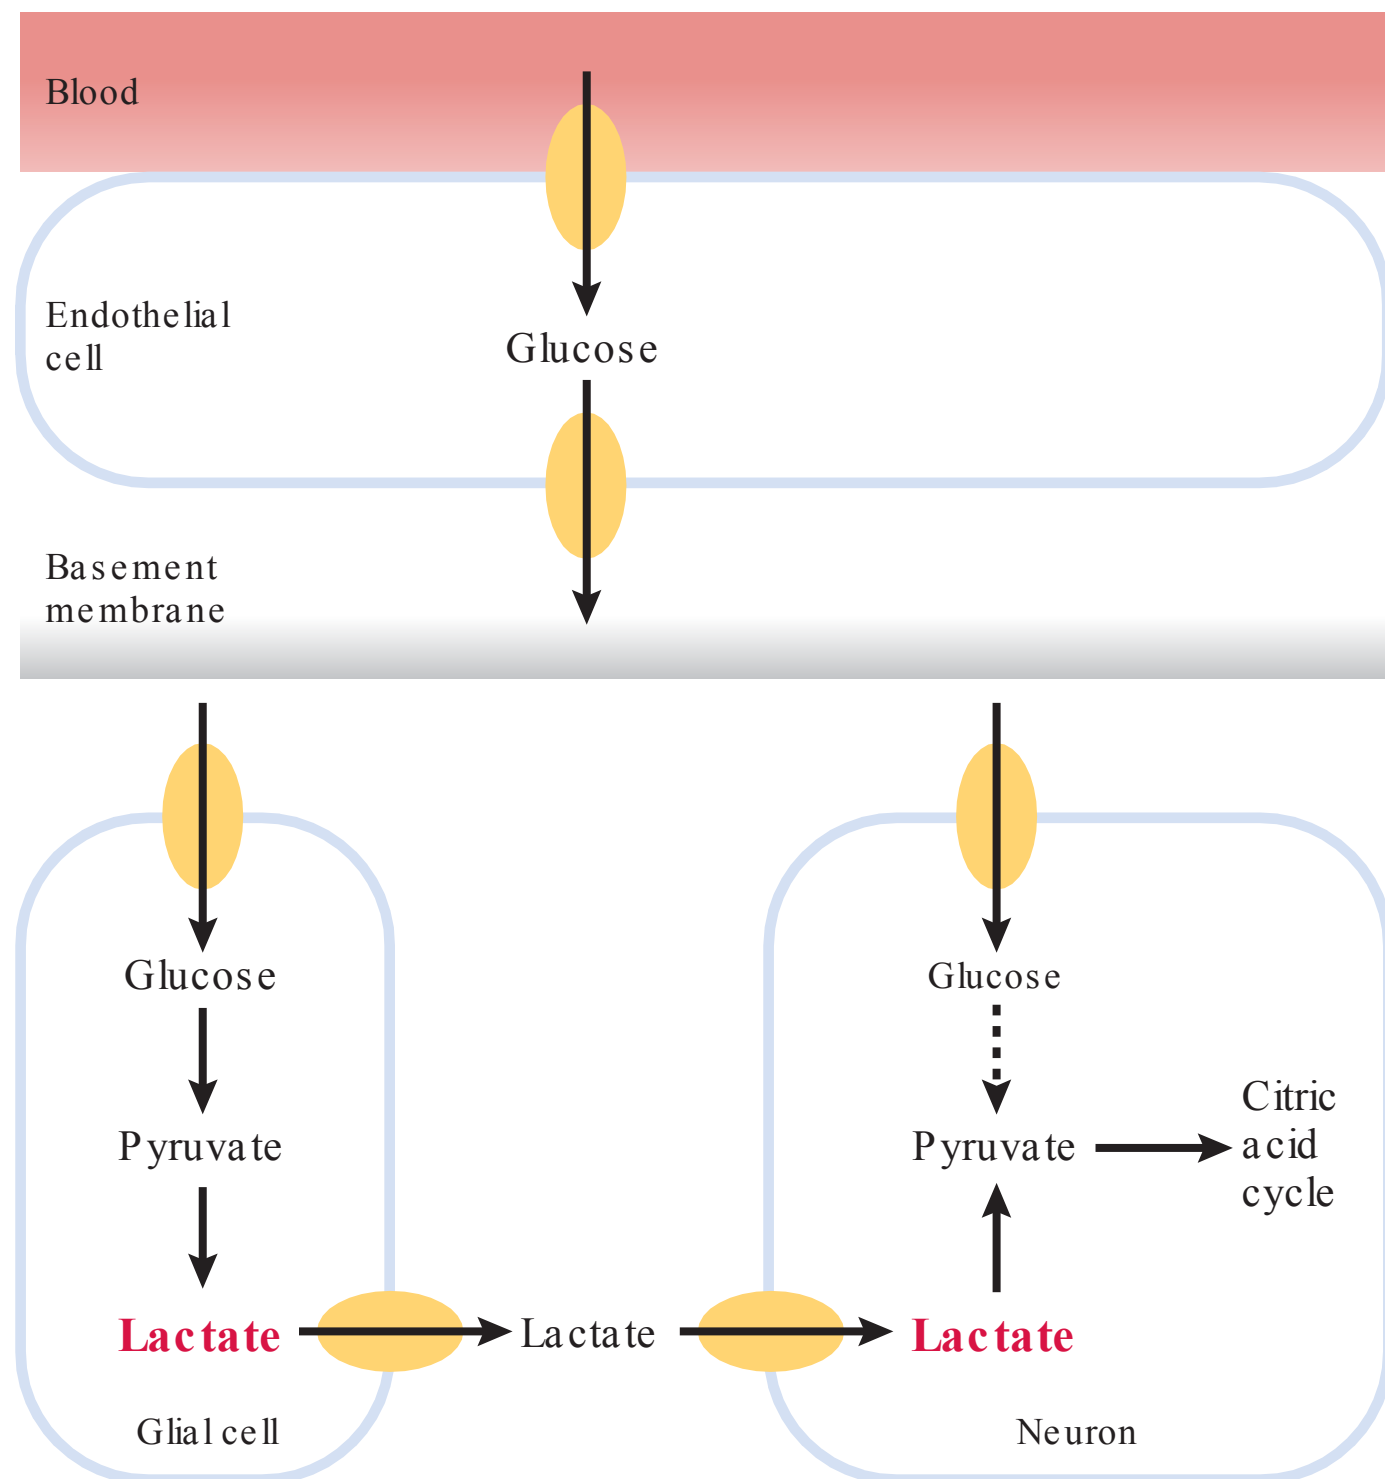 Blood
Endothelial
cell
Glucose
Basement
membrane
Glucose
Glucose
Pyruvate
Pyruvate
Citric
acid
cycle
Lactate
Lactate
Lactate
Glial cell
Neuron